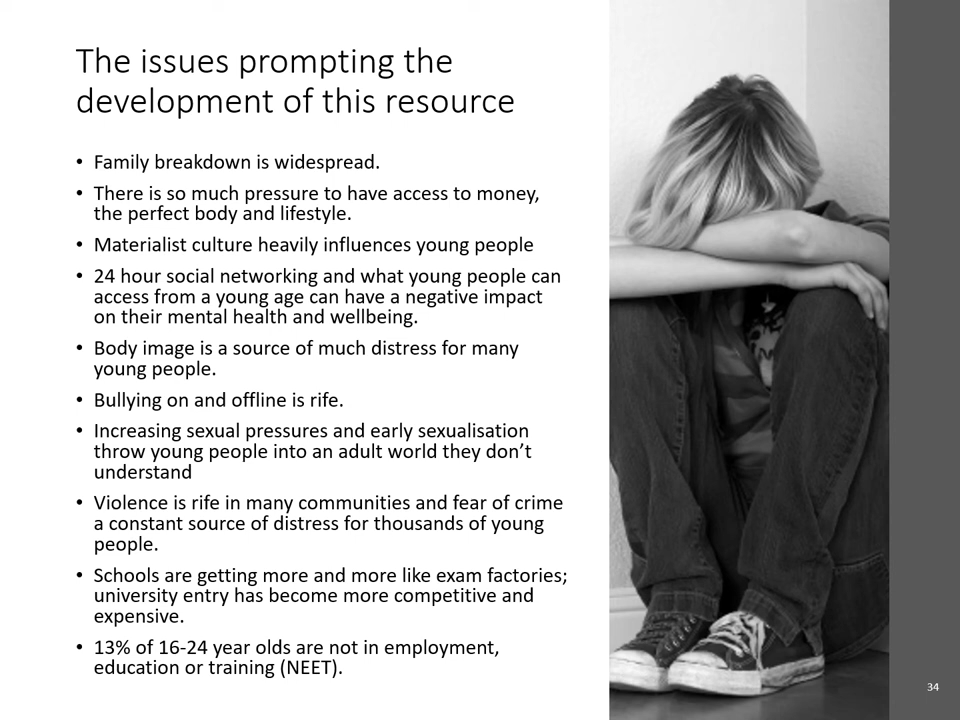 The issues prompting the
development of this resource
• Family breakdown is widespread.
• There is so much pressure to have access to money,
the perfect body and lifestyle.
• Materialist culture heavily influences young people
• 24 hour social networking and what young people can
access from a young age can have a negative impact
on their mental health and wellbeing.
• Body image is a source of much distress for many
young people.
• Bullying on and offline is rife.
• Increasing sexual pressures and early sexualisation
throw young people into an adult world they don’t
understand
• Violence is rife in many communities and fear of crime
a constant source of distress for thousands of young
people.
• Schools are getting more and more like exam factories;
university entry has become more competitive and
expensive.
• 13% of 16-24 year olds are not in employment,
education or training (NEET).
34